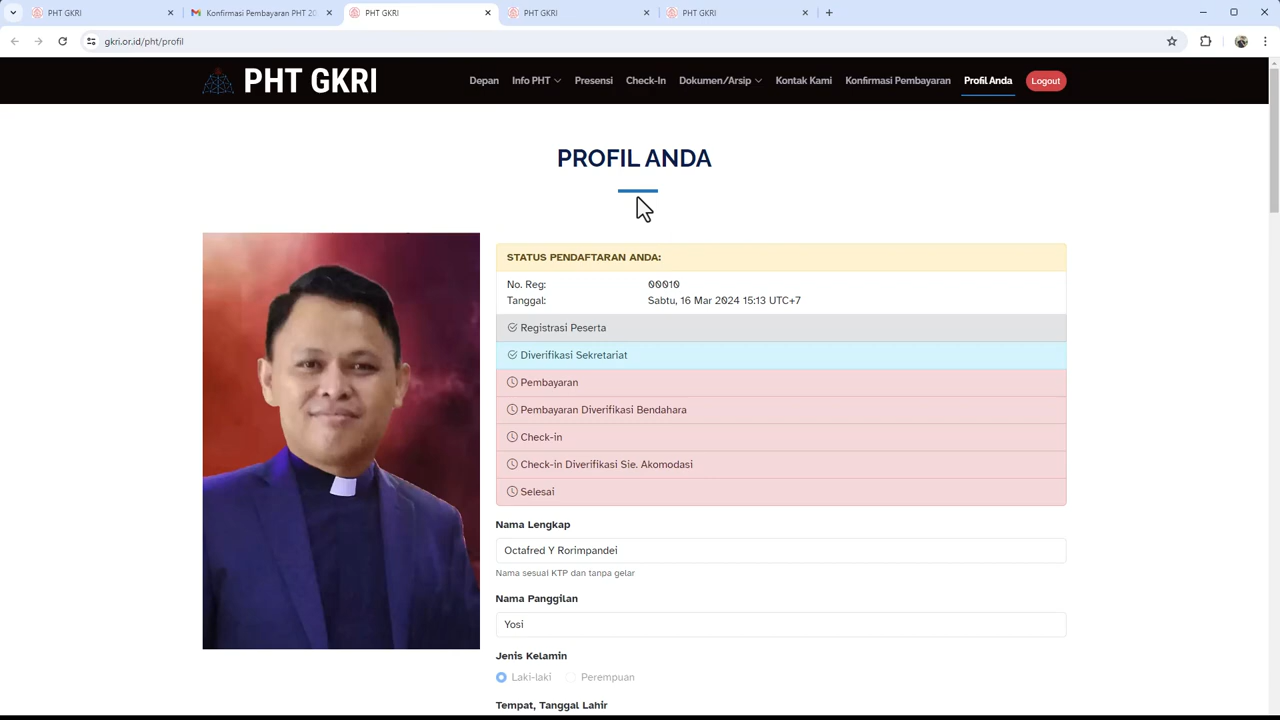 PHT GKRI
Konfirmasi Pembayaran PHT 20
PHT GKRI
PHT GKRI
PHT GKRI
gkri.or.id/pht/profil
PHT GKRI
Depan
Info PHT
Presensi
Check-In
Dokumen/Arsip
Kontak Kami
Konfirmasi Pembayaran
Profil Anda
Logout
PROFIL ANDA
STATUS PENDAFTARAN ANDA:
No. Reg: 00010
Tanggal: Sabtu, 16 Mar 2024 15:13 UTC+7
Registrasi Peserta
Diverifikasi Sekretariat
Pembayaran
Pembayaran Diverifikasi Bendahara
Check-in
Check-in Diverifikasi Sie. Akomodasi
Selesai
Nama Lengkap
Octafred Y Rorimpandei
Nama sesuai KTP dan tanpa gelar
Nama Panggilan
Yosi
Jenis Kelamin
Laki-laki Perempuan
Tempat, Tanggal Lahir